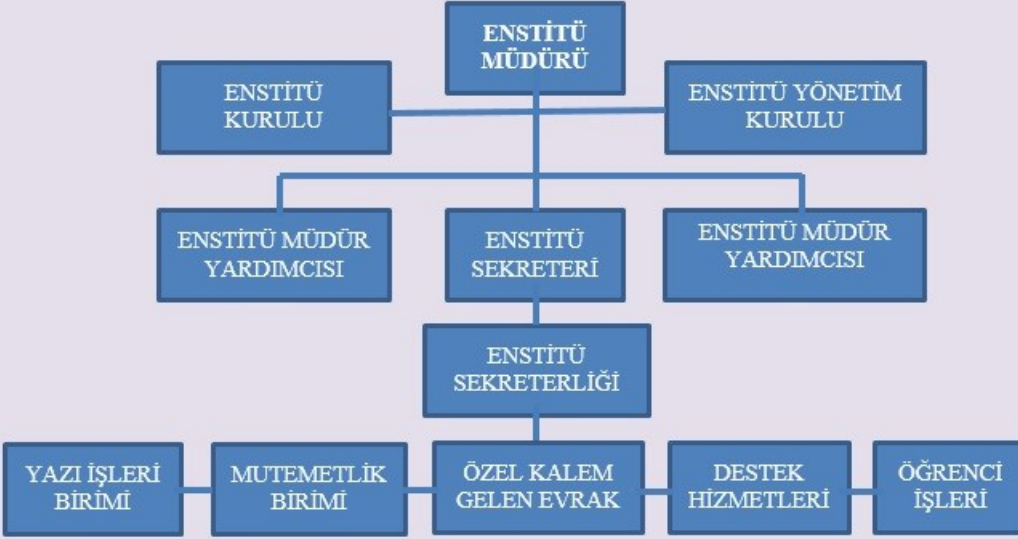 ENSTİTÜ
MÜDÜRÜ
ENSTİTÜ
KURULU
ENSTİTÜ YÖNETİM
KURULU
ENSTİTÜ MÜDÜR
YARDIMCISI
ENSTİTÜ
SEKRETERİ
ENSTİTÜ MÜDÜR
YARDIMCISI
ENSTİTÜ
SEKRETERLİĞİ
YAZI İŞLERİ
BİRİMİ
MUTEMETLİK
BİRİMİ
ÖZEL KALEM
GELEN EVRAK
DESTEK
HİZMETLERİ
ÖĞRENCİ
İŞLERİ